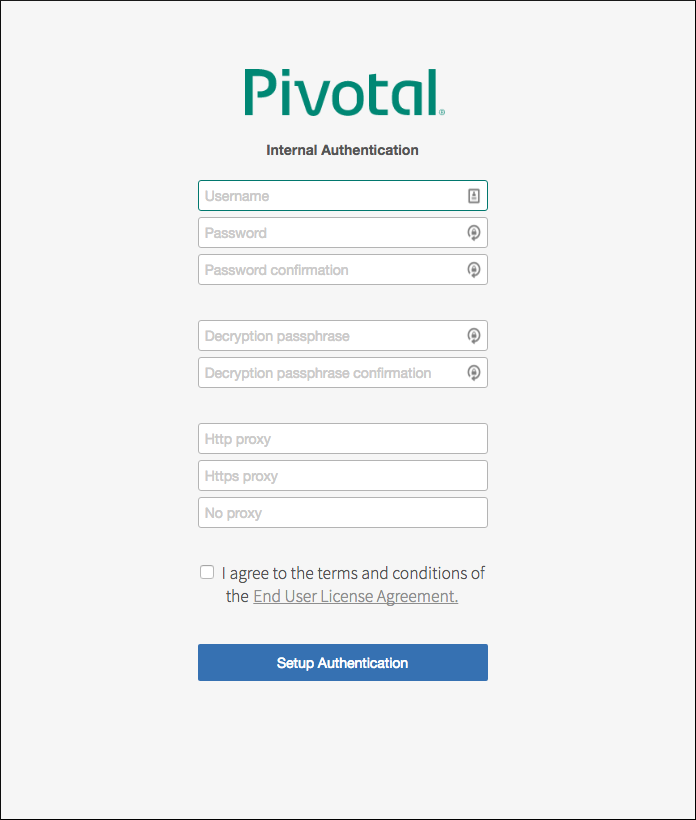 Pivotal®
Internal Authentication
Username
Password
Password confirmation
Decryption passphrase
Decryption passphrase confirmation
Http proxy
Https proxy
No proxy
I agree to the terms and conditions of
the End User License Agreement.
Setup Authentication